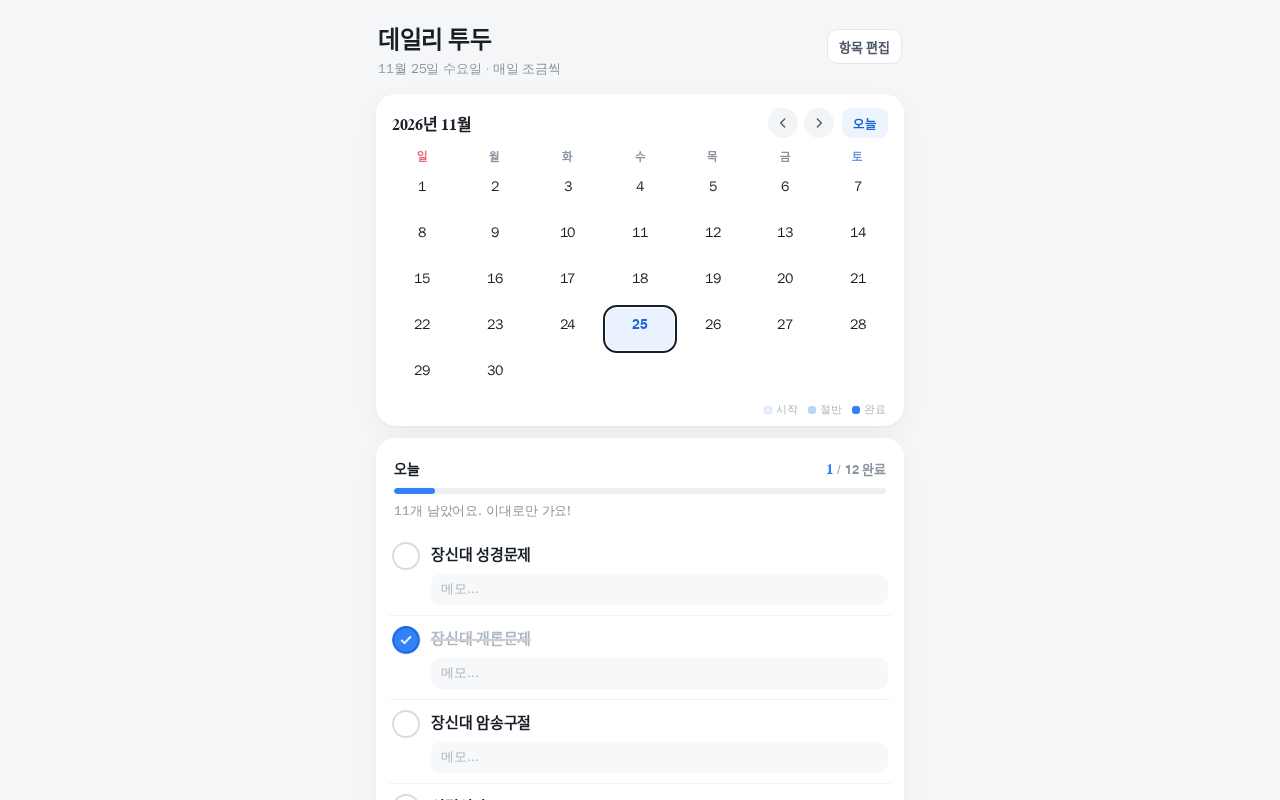 데일리 투두
11월 25일 수요일 · 매일 조금씩
항목 편집
2026년 11월
오늘
일 월 화 수 목 금 토
1 2 3 4 5 6 7
8 9 10 11 12 13 14
15 16 17 18 19 20 21
22 23 24 25 26 27 28
29 30
시작 절반 완료
오늘
1 / 12 완료
11개 남았어요. 이대로만 가요!
장신대 성경문제
메모...
장신대 개론문제
메모...
장신대 암송구절
메모...